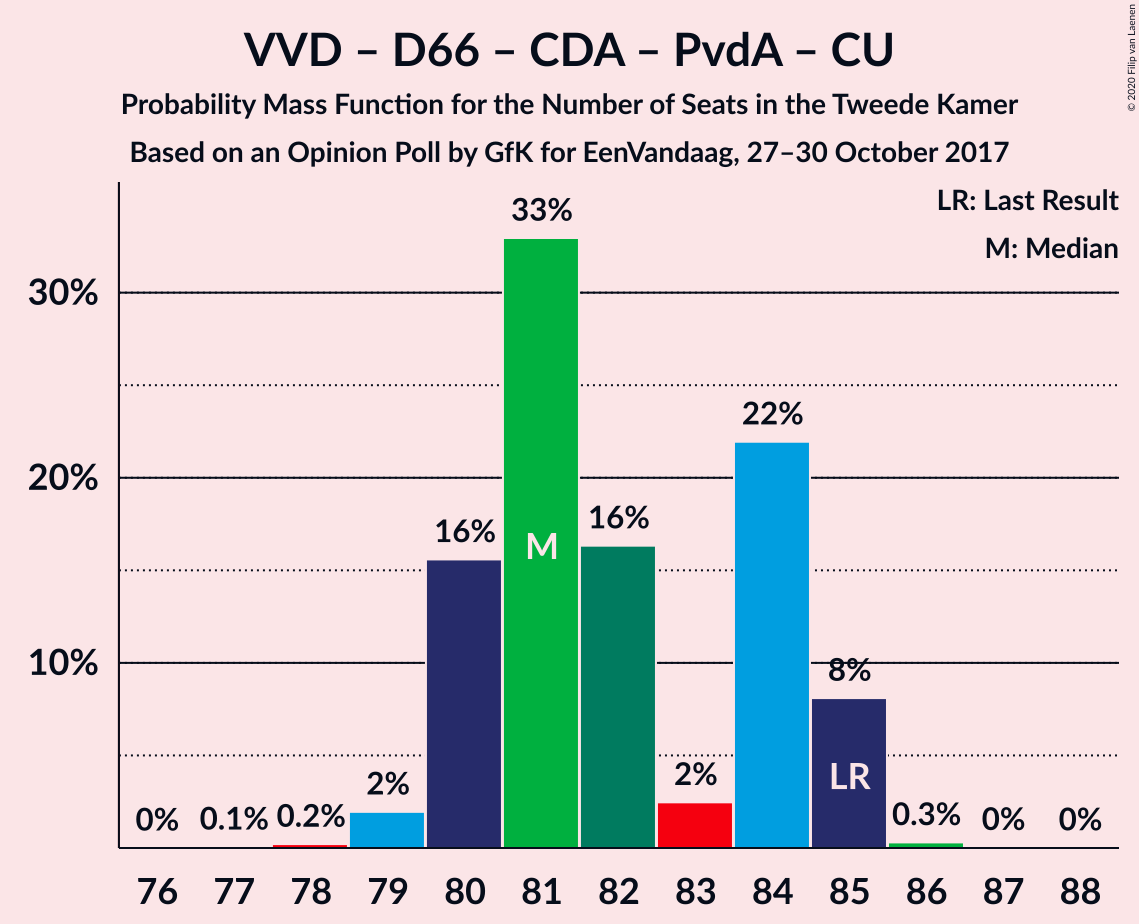 VVD – D66 – CDA – PvdA – CU
Probability Mass Function for the Number of Seats in the Tweede Kamer
Based on an Opinion Poll by GfK for EenVandaag, 27–30 October 2017
© 2020 Filip van Laenen
LR: Last Result
M: Median
30%
20%
10%
0% 0.1% 0.2% 2% 16% 33% 16% 2% 22% 8% 0.3% 0% 0%
M
LR
76 77 78 79 80 81 82 83 84 85 86 87 88